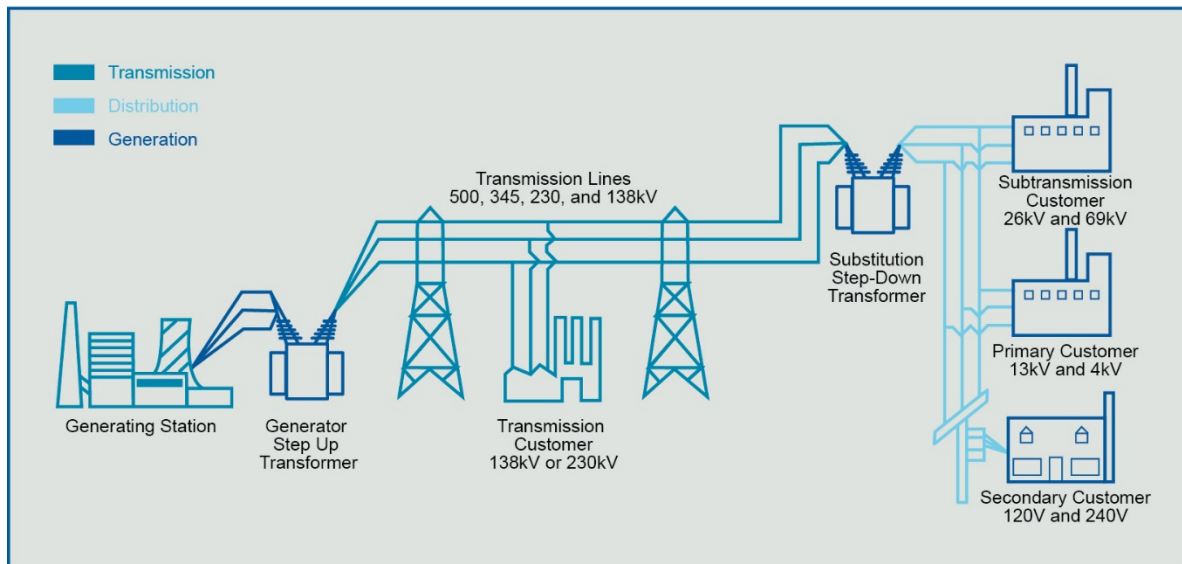 Transmission
Distribution
Generation
Transmission Lines
500, 345, 230, and 138kV
Subtransmission
Customer
26kV and 69kV
Substitution
Step-Down
Transformer
Primary Customer
13kV and 4kV
Generating Station
Generator
Step Up
Transformer
Transmission
Customer
138kV or 230kV
Secondary Customer
120V and 240V